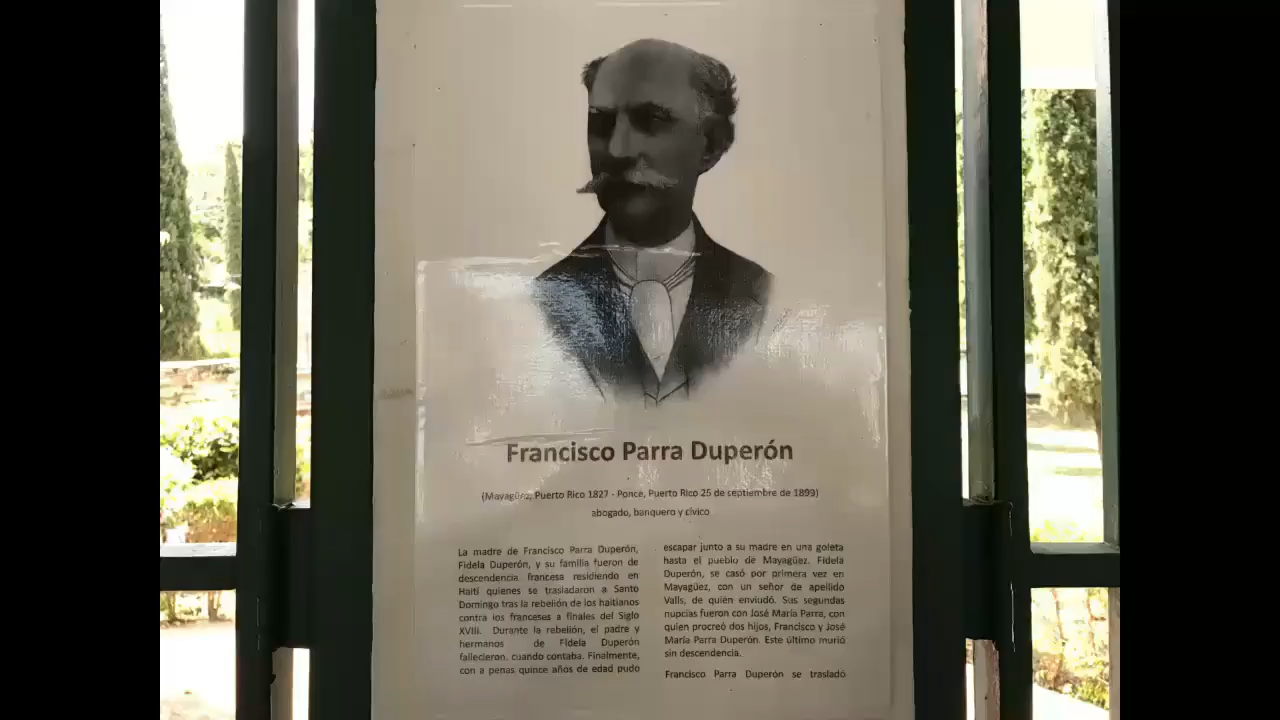 Francisco Parra Duperón
(Mayagüez, Puerto Rico 1827 - Ponce, Puerto Rico 25 de septiembre de 1899)
abogado, banquero y cívico
La madre de Francisco Parra Duperón,
Fidela Duperón, y su familia fueron de
descendencia francesa residiendo en
Haití quienes se trasladaron a Santo
Domingo tras la rebelión de los haitianos
contra los franceses a finales del Siglo
XVIII. Durante la rebelión, el padre y
hermanos de Fidela Duperón
fallecieron. cuando contaba. Finalmente,
con a penas quince años de edad pudo
escapar junto a su madre en una goleta
hasta el pueblo de Mayagüez. Fidela
Duperón, se casó por primera vez en
Mayagüez, con un señor de apellido
Valls, de quién enviudó. Sus segundas
nupcias fueron con José María Parra, con
quien procreó dos hijos, Francisco y José
María Parra Duperón. Este último murió
sin descendencia.
Francisco Parra Duperón se trasladó